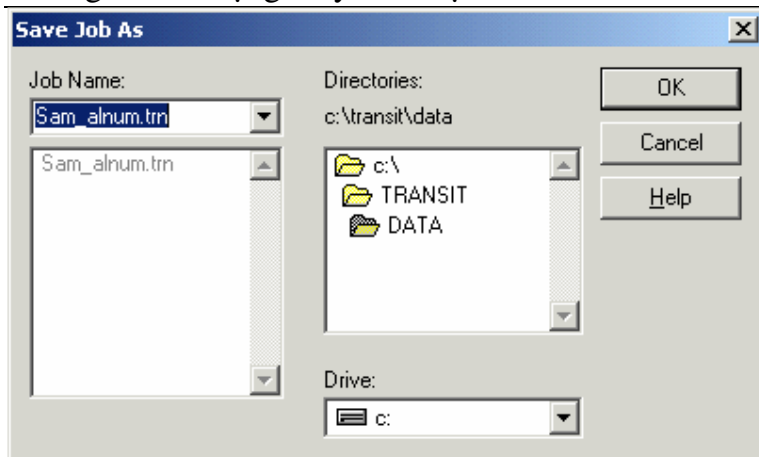 Save Job As
Job Name:
Sam_alnum.trn
Sam_alnum.trn
Directories:
c:\transit\data
c:\
TRANSIT
DATA
Drive:
c:
OK
Cancel
Help